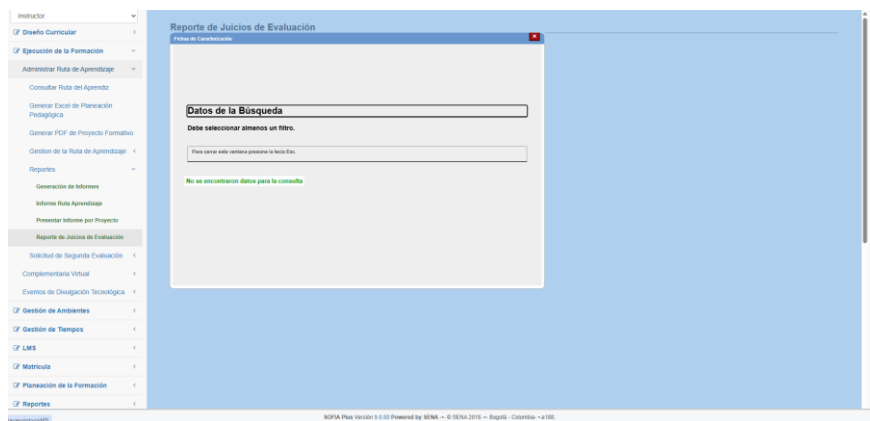 Instructor
Diseño Curricular
Ejecución de la Formación
Administrar Ruta de Aprendizaje
Consultar Ruta del Aprendiz
Generar Excel de Planeación
Pedagógica
Generar PDF de Proyecto Formativo
Gestion de la Ruta de Aprendizaje
Reportes
Generación de Informes
Informe Ruta Aprendizaje
Presentar Informe por Proyecto
Reporte de Juicios de Evaluación
Solicitud de Segunda Evaluación
Complementaria Virtual
Eventos de Divulgación Tecnológica
Gestión de Ambientes
Gestión de Tiempos
LMS
Matrícula
Planeación de la Formación
Reportes
Reporte de Juicios de Evaluación
Fichas de Caracterización
Datos de la Búsqueda
Debe seleccionar almenos un filtro.
Para cerrar esta ventana presione la tecla Esc.
No se encontraron datos para la consulta
SOFIA Plus Versión Powered by SENA © SENA 2018 Bogotá - Colombia